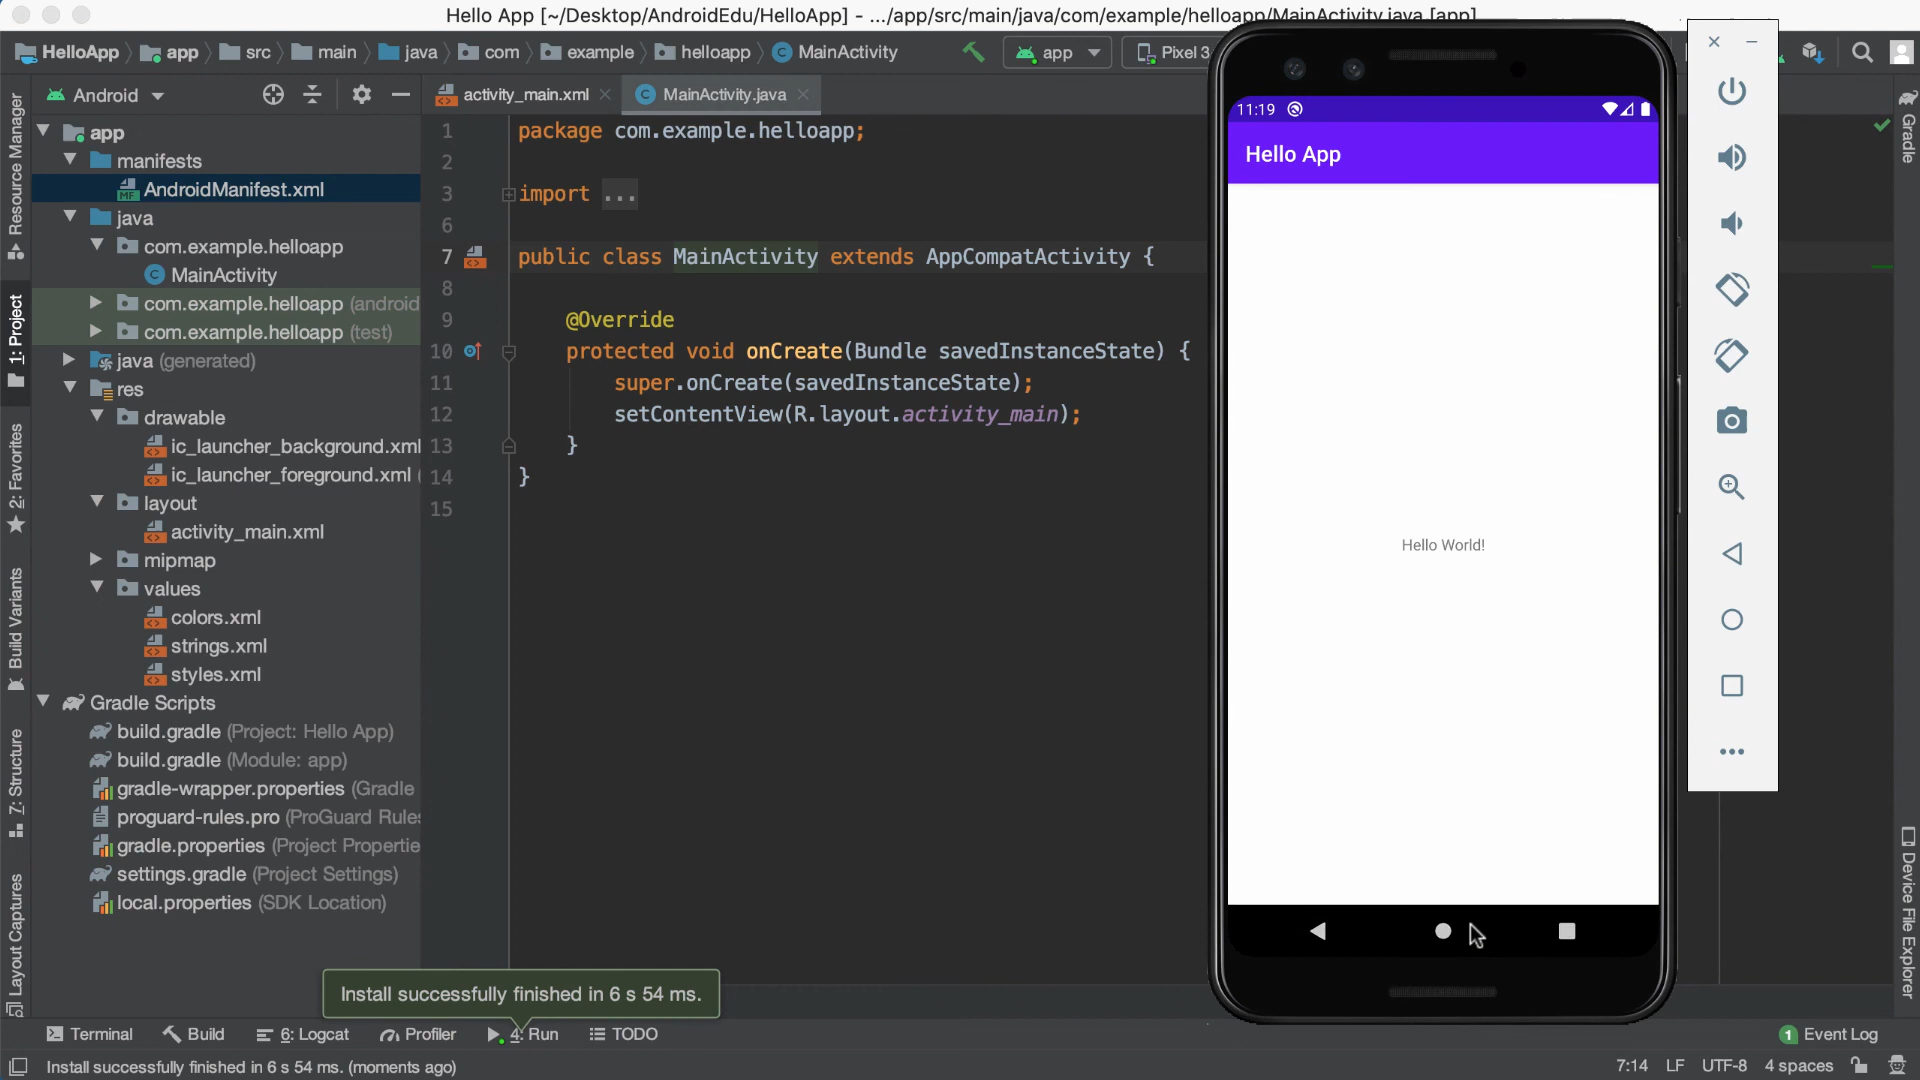 Hello App [~/Desktop/AndroidEdu/HelloApp] - .../app/src/main/java/com/example/helloapp/MainActivity.java [app]
HelloApp app src main java com example helloapp MainActivity app Pixel 3
Android
activity_main.xml MainActivity.java
app
manifests
AndroidManifest.xml
java
com.example.helloapp
MainActivity
com.example.helloapp (android
com.example.helloapp (test)
java (generated)
res
drawable
ic_launcher_background.xml
ic_launcher_foreground.xml (
layout
activity_main.xml
mipmap
values
colors.xml
strings.xml
styles.xml
Gradle Scripts
build.gradle (Project: Hello App)
build.gradle (Module: app)
gradle-wrapper.properties (Gradle
proguard-rules.pro (ProGuard Rules
gradle.properties (Project Propertie
settings.gradle (Project Settings)
local.properties (SDK Location)
Resource Manager
1: Project
2: Favorites
Build Variants
7: Structure
Layout Captures
1 package com.example.helloapp;
2
3 import ...
6
7 public class MainActivity extends AppCompatActivity {
8
9 @Override
10 protected void onCreate(Bundle savedInstanceState) {
11 super.onCreate(savedInstanceState);
12 setContentView(R.layout.activity_main);
13 }
14 }
15
11:19
Hello App
Hello World!
Gradle
Device File Explorer
Install successfully finished in 6 s 54 ms.
Terminal Build 6: Logcat Profiler 4: Run TODO 1 Event Log
Install successfully finished in 6 s 54 ms. (moments ago) 7:14 LF UTF-8 4 spaces